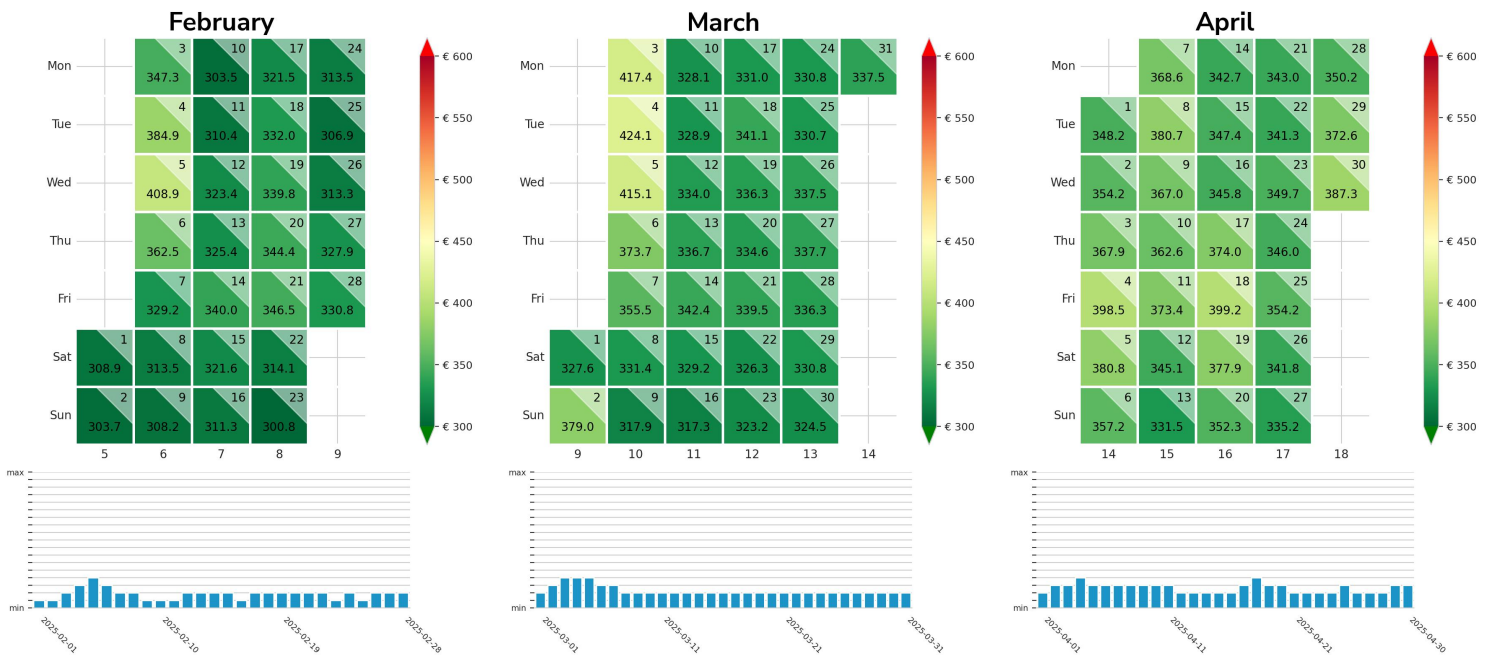 February March April
3 10 17 24 € 600 3 10 17 24 31 € 600 7 14 21 28 € 600
Mon 347.3 303.5 321.5 313.5 Mon 417.4 328.1 331.0 330.8 337.5 Mon 368.6 342.7 343.0 350.2
4 11 18 25 € 550 4 11 18 25 € 550 1 8 15 22 29 € 550
Tue 384.9 310.4 332.0 306.9 Tue 424.1 328.9 341.1 330.7 Tue 348.2 380.7 347.4 341.3 372.6
5 12 19 26 € 500 5 12 19 26 € 500 2 9 16 23 30 € 500
Wed 408.9 323.4 339.8 313.3 Wed 415.1 334.0 336.3 337.5 Wed 354.2 367.0 345.8 349.7 387.3
6 13 20 27 € 450 6 13 20 27 € 450 3 10 17 24 € 450
Thu 362.5 325.4 344.4 327.9 Thu 373.7 336.7 334.6 337.7 Thu 367.9 362.6 374.0 346.0
7 14 21 28 € 400 7 14 21 28 € 400 4 11 18 25 € 400
Fri 329.2 340.0 346.5 330.8 Fri 355.5 342.4 339.5 336.3 Fri 398.5 373.4 399.2 354.2
1 8 15 22 € 350 1 8 15 22 29 € 350 5 12 19 26 € 350
Sat 308.9 313.5 321.6 314.1 Sat 327.6 331.4 329.2 326.3 330.8 Sat 380.8 345.1 377.9 341.8
2 9 16 23 € 300 2 9 16 23 30 € 300 6 13 20 27 € 300
Sun 303.7 308.2 311.3 300.8 Sun 379.0 317.9 317.3 323.2 324.5 Sun 357.2 331.5 352.3 335.2
5 6 7 8 9 9 10 11 12 13 14 14 15 16 17 18
max max max
min min min
2025-02-01 2025-02-10 2025-02-19 2025-02-28 2025-03-01 2025-03-11 2025-03-21 2025-03-31 2025-04-01 2025-04-11 2025-04-21 2025-04-30